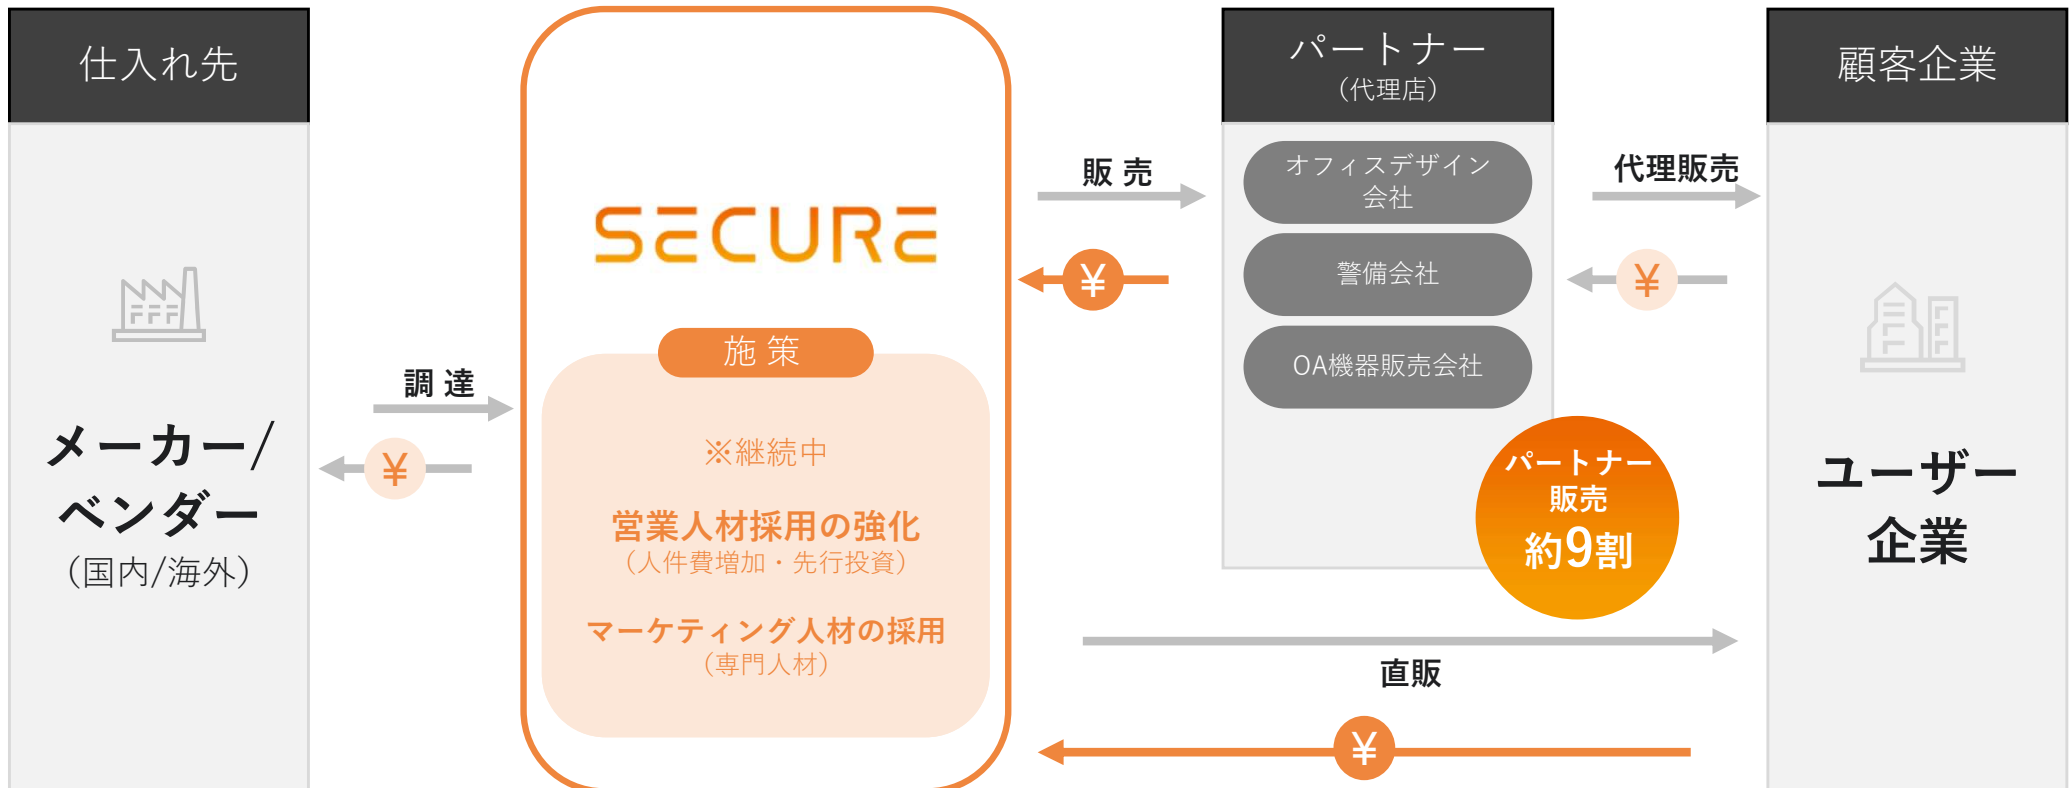 仕入れ先
メーカー/
ベンダー
（国内/海外）
調 達
¥
SECURE
施 策
※継続中
営業人材採用の強化
（人件費増加・先行投資）
マーケティング人材の採用
（専門人材）
販 売
¥
パートナー
（代理店）
オフィスデザイン
会社
警備会社
OA機器販売会社
パートナー
販売
約9割
代理販売
¥
直販
¥
顧客企業
ユーザー
企業